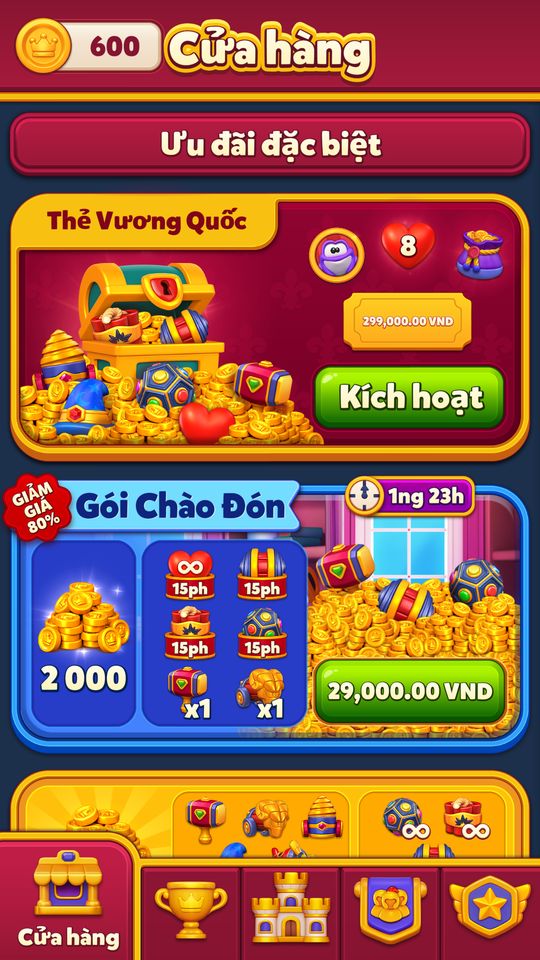 600
Cửa hàng
Ưu đãi đặc biệt
Thẻ Vương Quốc
8
299,000.00 VND
Kích hoạt
GIẢM
GIÁ
80%
Gói Chào Đón
1ng 23h
∞
15ph
15ph
15ph
15ph
2 000
x1
x1
29,000.00 VND
∞
∞
Cửa hàng